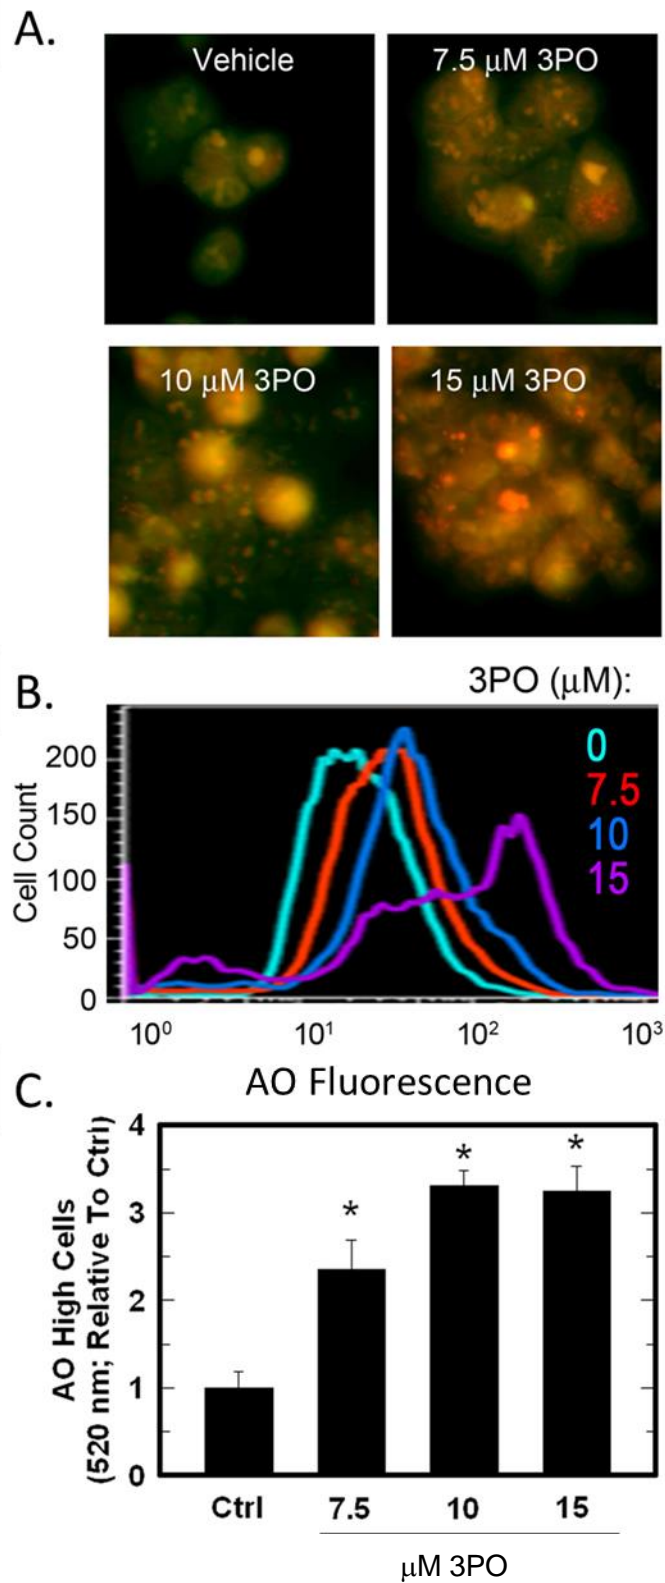 A.
Vehicle
7.5 μM 3PO
10 μM 3PO
15 μM 3PO
B.
3PO (μM):
0
7.5
10
15
200
150
100
50
0
Cell Count
10⁰ 10¹ 10² 10³
AO Fluorescence
C.
AO High Cells
(520 nm; Relative To Ctrl)
4
3
2
1
0
*
*
*
Ctrl 7.5 10 15
μM 3PO